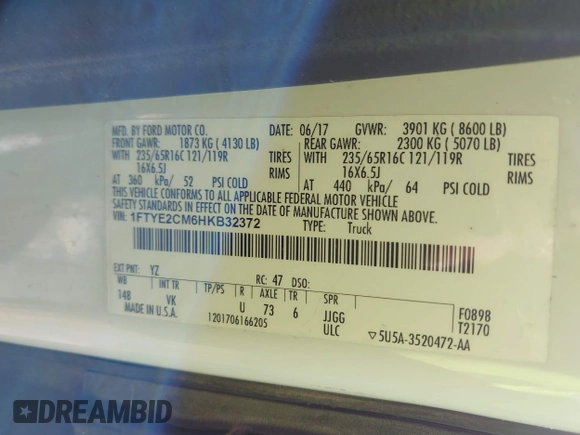 MFD. BY FORD MOTOR CO. 06/17 GVWR: 3901 KG ( 8600 LB)
FRONT GAWR: 1873 KG ( 4130 LB) REAR GAWR: 2300 KG ( 5070 LB)
WITH 235/65R16C 121/119R TIRES WITH 235/65R16C 121/119R TIRES
16X6.5J RIMS 16X6.5J RIMS
AT 360 kPa/ 52 PSI COLD AT 440 kPa/ 64 PSI COLD
THIS VEHICLE CONFORMS TO ALL APPLICABLE FEDERAL MOTOR VEHICLE
SAFETY STANDARDS IN EFFECT ON THE DATE OF MANUFACTURE SHOWN ABOVE.
VIN: 1FTYE2CM6HKB32372 TYPE: Truck
EXT PNT: YZ RC: 47 DSO:
WB INT TR TP/PS R AXLE TR SPR
148 VK U 73 6 JJGG F0898
MADE IN U.S.A. 1201706166205 ULC T2170
▽5U5A-3520472-AA
DREAMBID